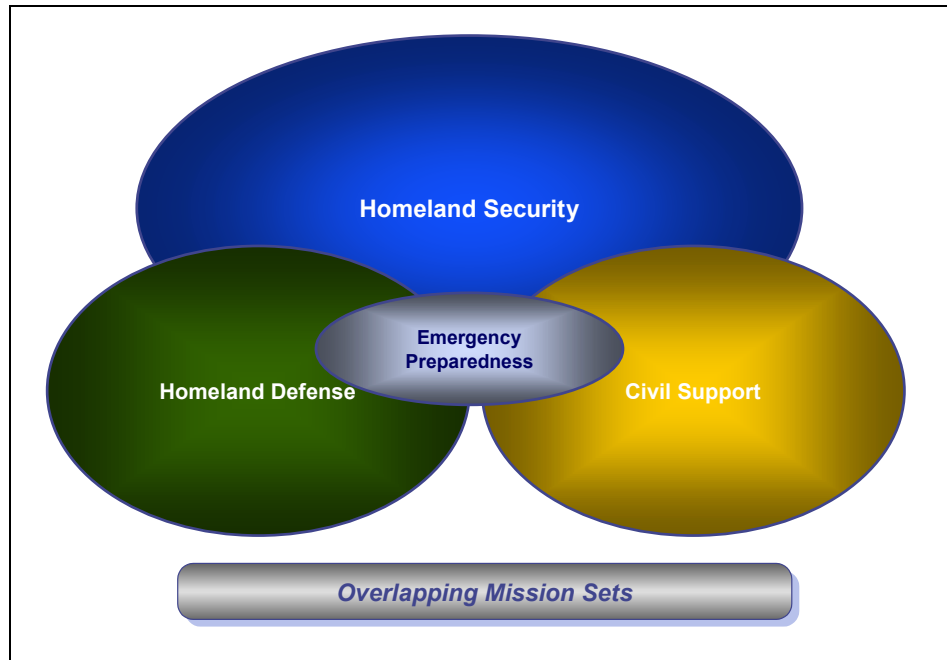 Homeland Security
Emergency
Preparedness
Homeland Defense
Civil Support
Overlapping Mission Sets